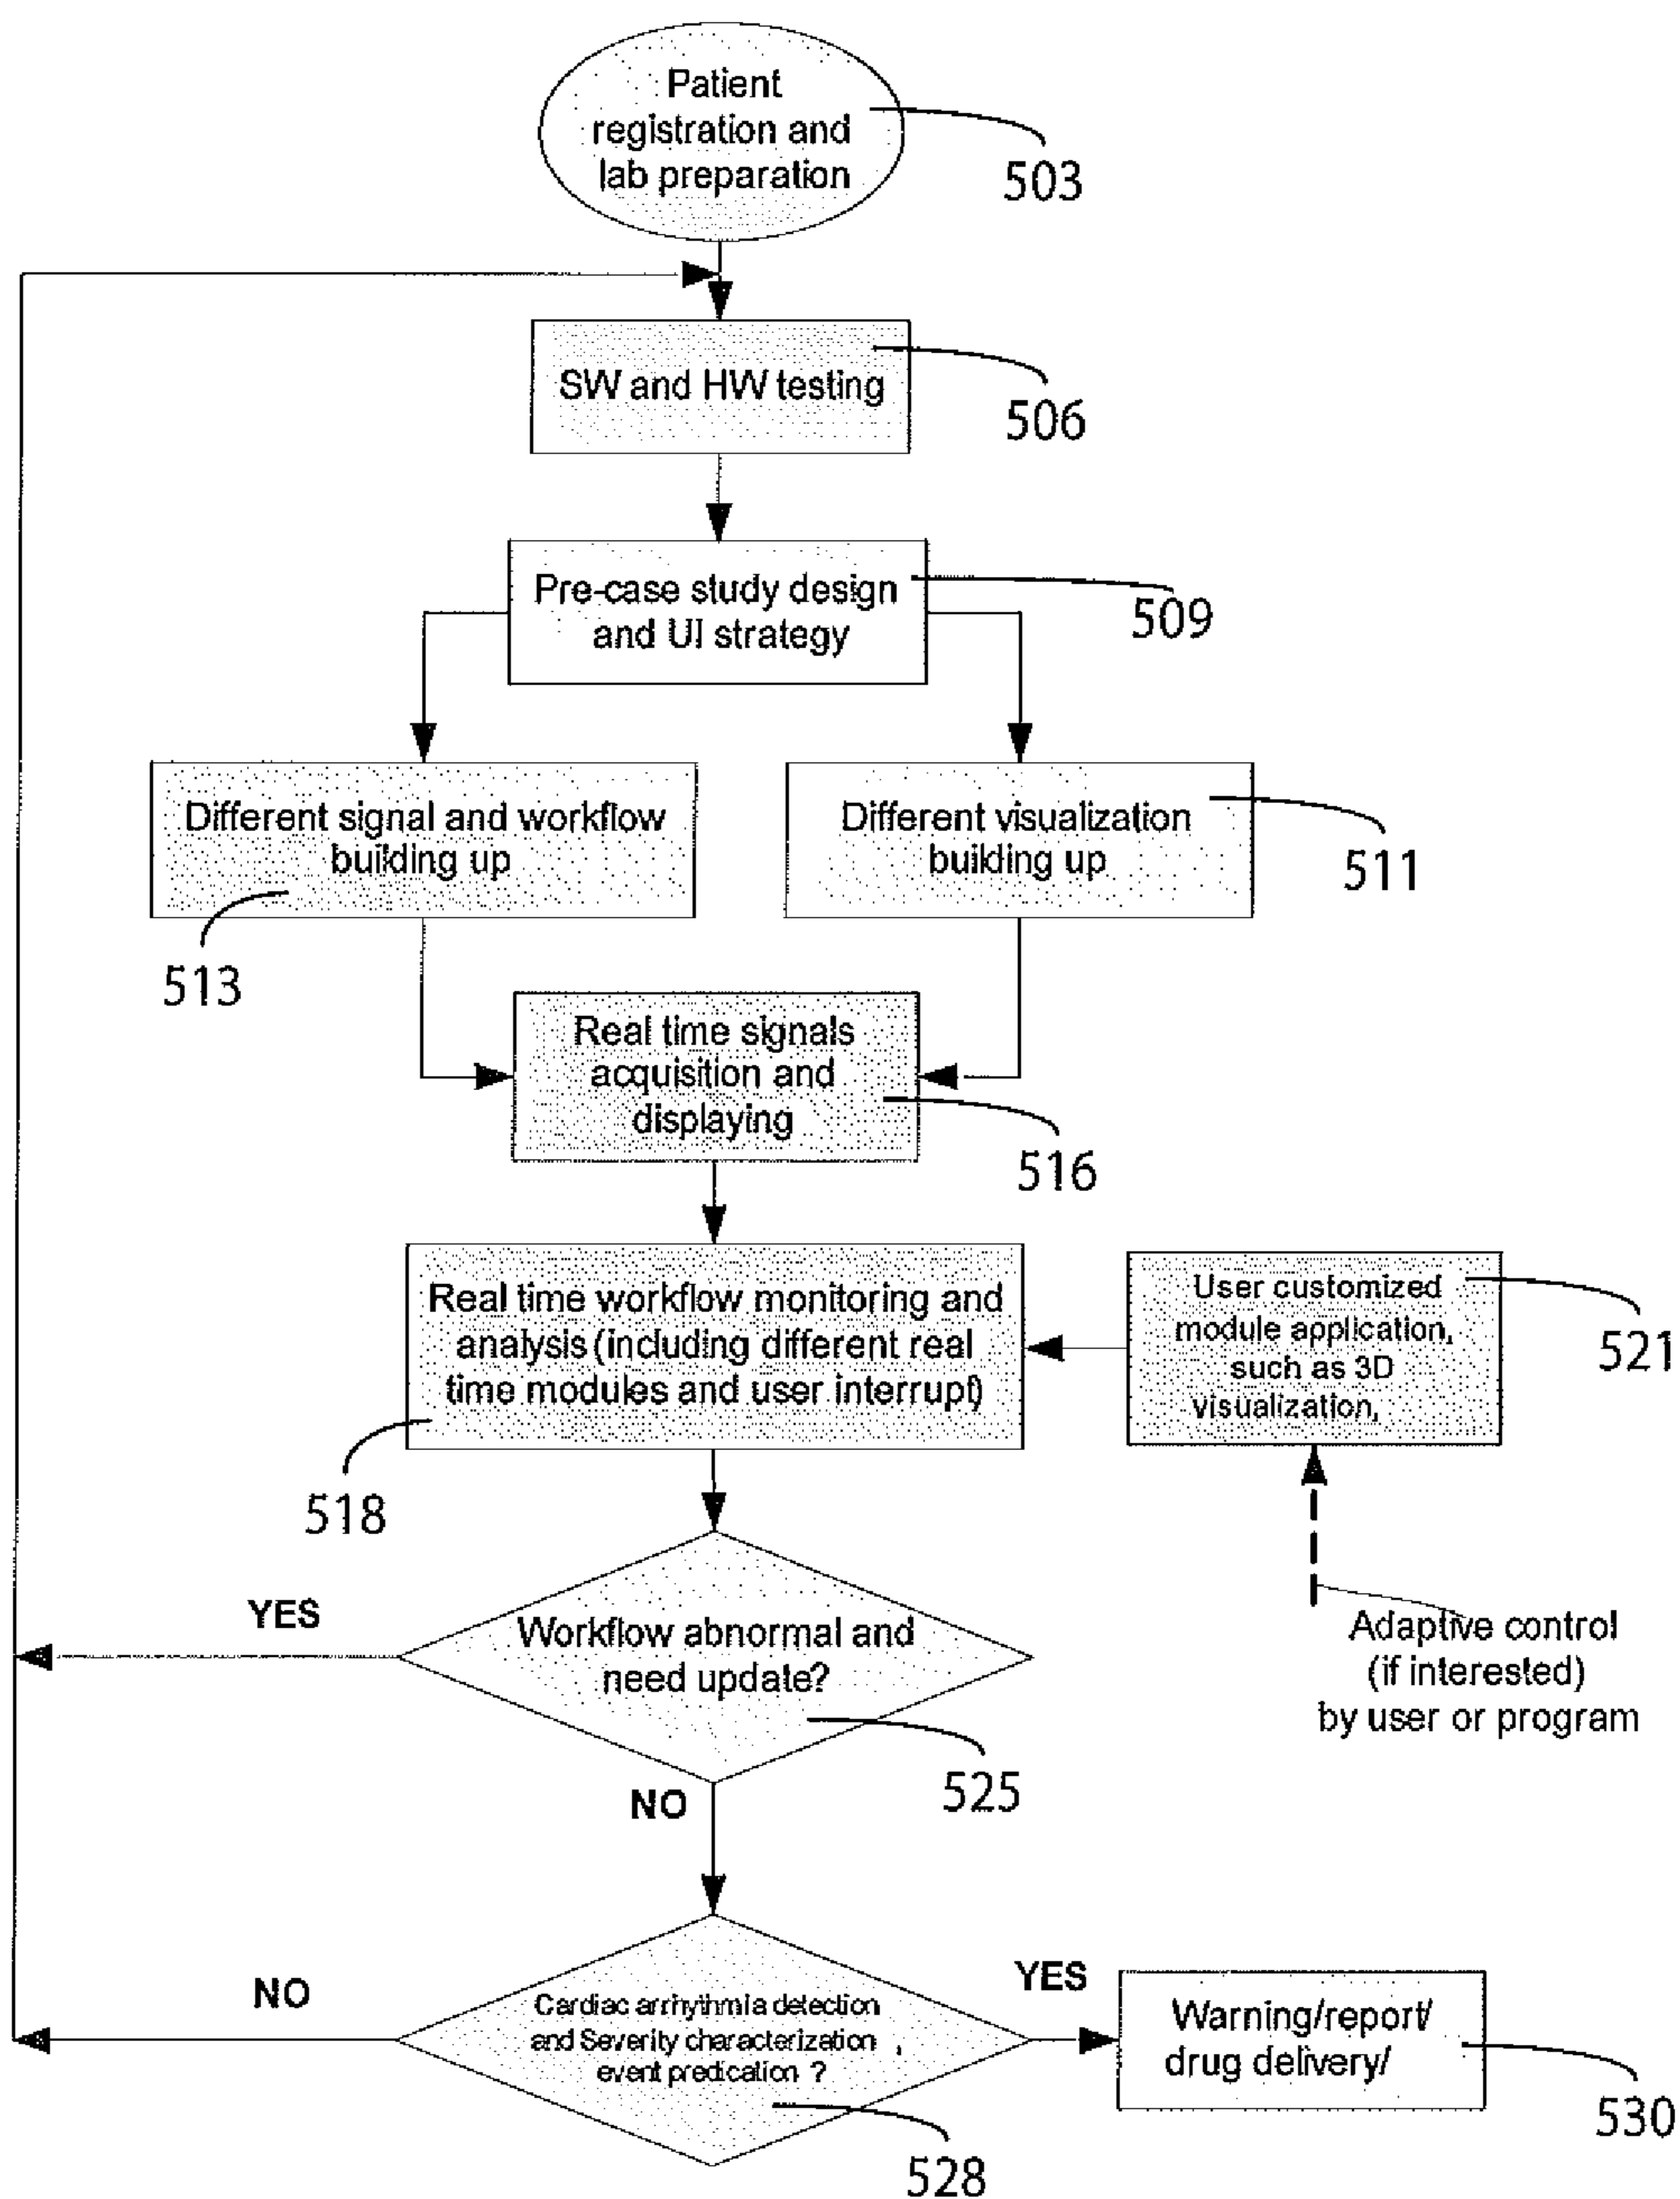 Patient
registration and
lab preparation
503
SW and HW testing
506
Pre-case study design
and UI strategy
509
Different signal and workflow
building up
513
Different visualization
building up
511
Real time signals
acquisition and
displaying
516
Real time workflow monitoring and
analysis (including different real
time modules and user interrupt)
518
User customized
module application,
such as 3D
visualization,
521
Adaptive control
(if interested)
by user or program
YES
Workflow abnormal and
need update?
525
NO
NO
Cardiac arrhythmia detection
and Severity characterization ,
event predication ?
528
YES
Warning/report/
drug delivery/
530